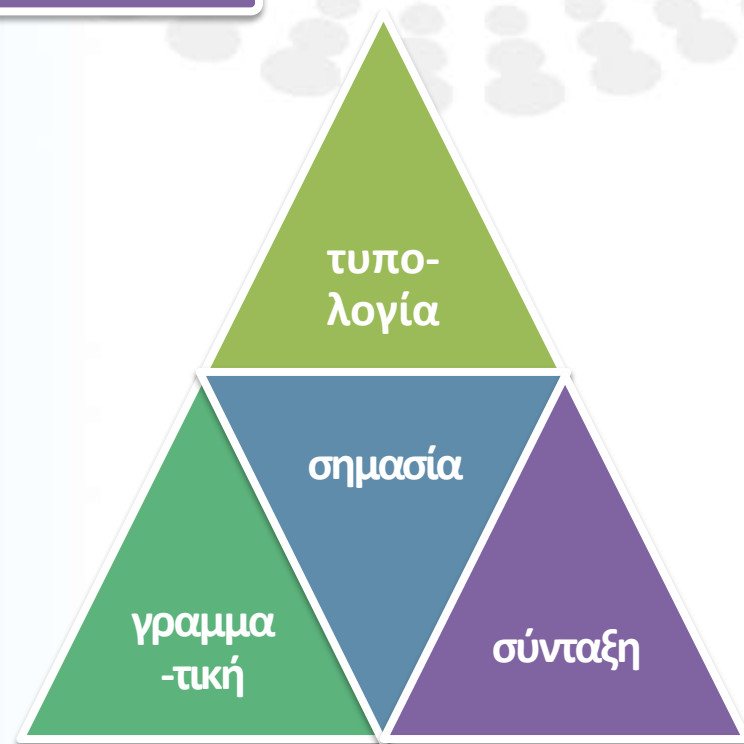 τυπο-
λογία
σημασία
γραμμα
-τική
σύνταξη